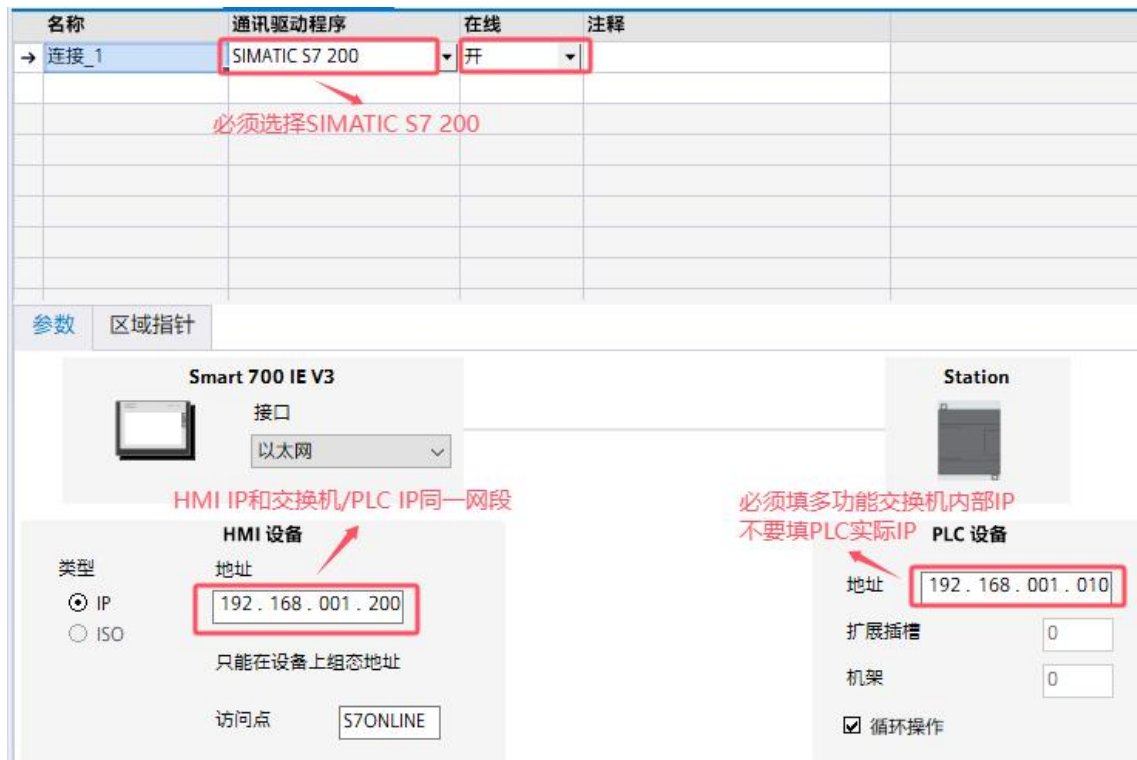 名称 通讯驱动程序 在线 注释
连接_1 SIMATIC S7 200 开
必须选择SIMATIC S7 200
参数 区域指针
Smart 700 IE V3
接口
以太网
Station
HMI IP和交换机/PLC IP同一网段
必须填多功能交换机内部IP
不要填PLC实际IP
HMI 设备
类型
IP
ISO
地址
192 . 168 . 001 . 200
只能在设备上组态地址
访问点 S7ONLINE
PLC 设备
地址 192 . 168 . 001 . 010
扩展插槽 0
机架 0
循环操作